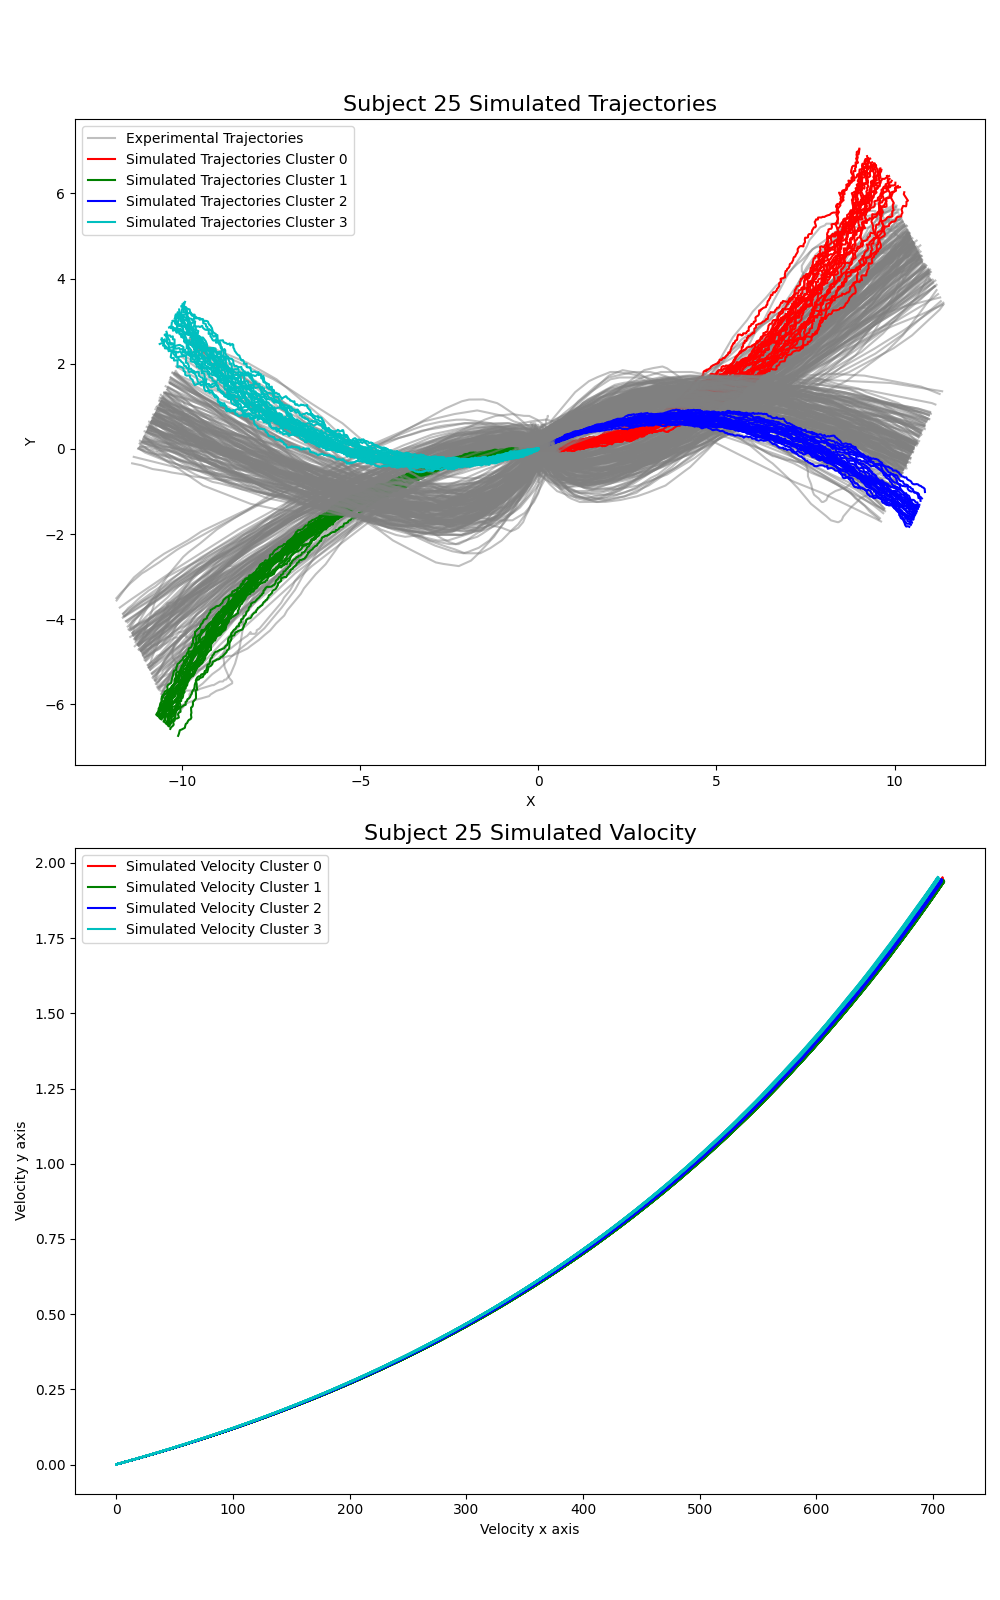 Subject 25 Simulated Trajectories
Experimental Trajectories
Simulated Trajectories Cluster 0
Simulated Trajectories Cluster 1
Simulated Trajectories Cluster 2
Simulated Trajectories Cluster 3
6
4
2
0
−2
−4
−6
Y
−10 −5 0 5 10
X
Subject 25 Simulated Valocity
Simulated Velocity Cluster 0
Simulated Velocity Cluster 1
Simulated Velocity Cluster 2
Simulated Velocity Cluster 3
2.00
1.75
1.50
1.25
1.00
0.75
0.50
0.25
0.00
Velocity y axis
0 100 200 300 400 500 600 700
Velocity x axis